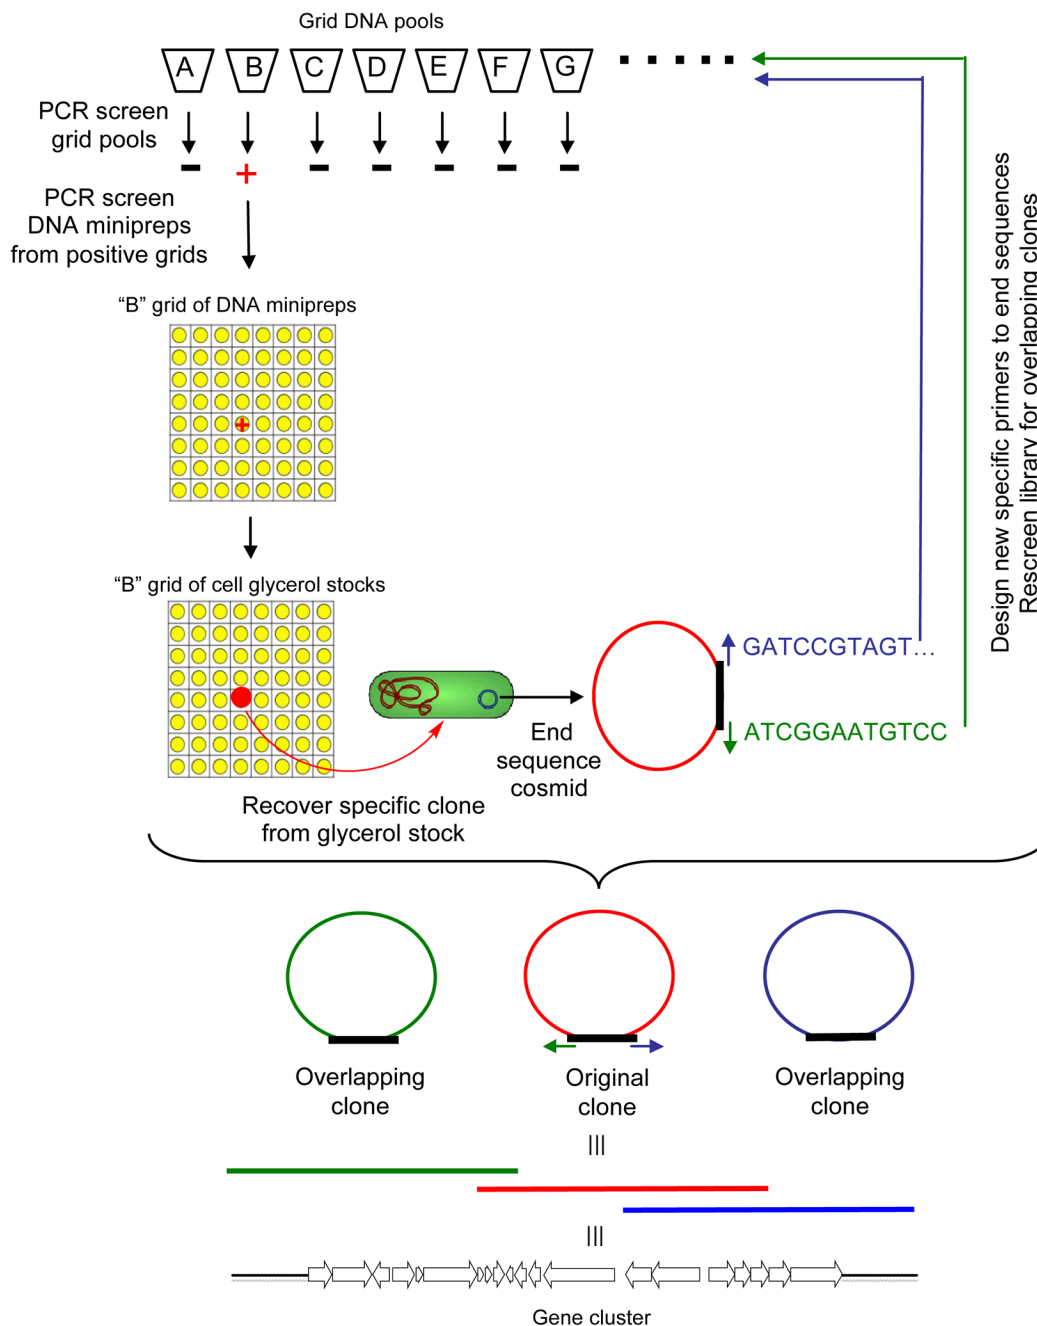 Grid DNA pools
A B C D E F G
PCR screen
grid pools
PCR screen
DNA minipreps
from positive grids
“B” grid of DNA minipreps
“B” grid of cell glycerol stocks
Recover specific clone
from glycerol stock
End
sequence
cosmid
GATCCGTAGT...
ATCGGAATGTCC
Design new specific primers to end sequences
Rescreen library for overlapping clones
Overlapping
clone
Original
clone
Overlapping
clone
Gene cluster